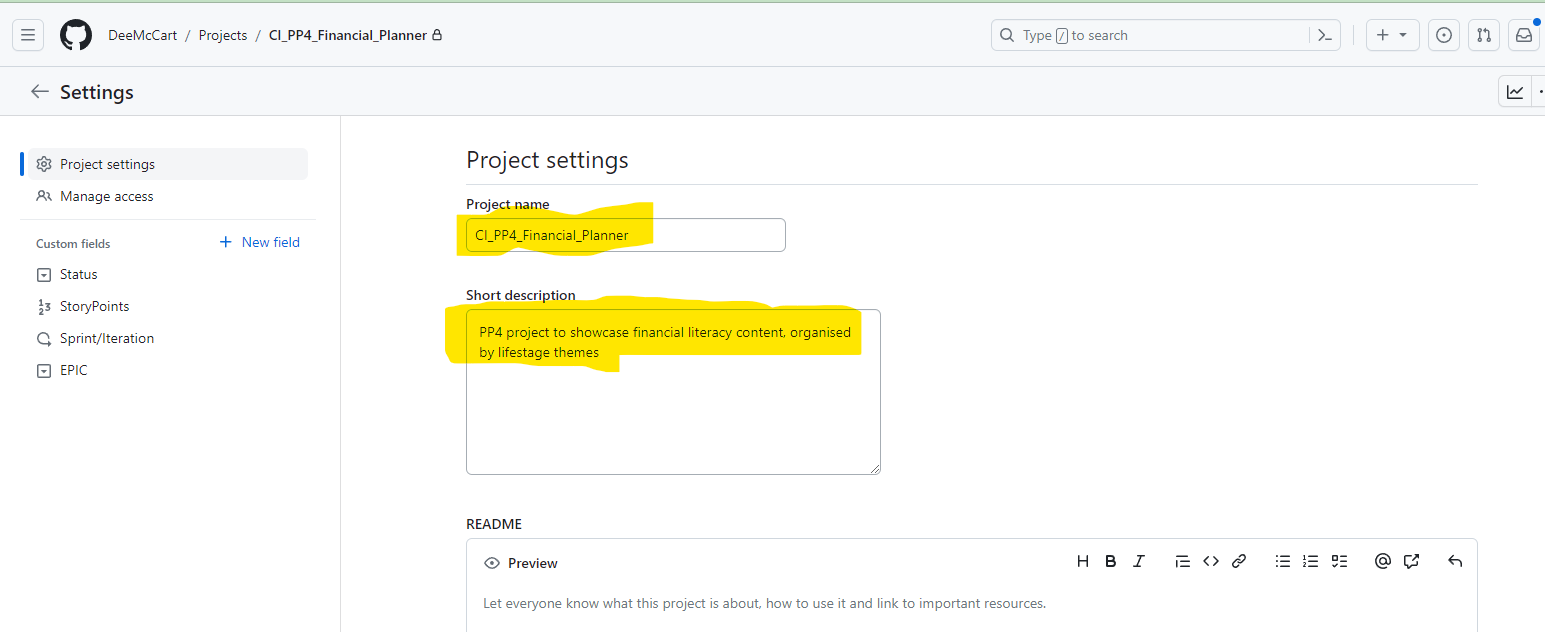 DeeMcCart / Projects / CI_PP4_Financial_Planner
Type / to search
Settings
Project settings
Manage access
Custom fields
New field
Status
StoryPoints
Sprint/Iteration
EPIC
Project settings
Project name
CI_PP4_Financial_Planner
Short description
PP4 project to showcase financial literacy content, organised
by lifestage themes
README
Preview
Let everyone know what this project is about, how to use it and link to important resources.